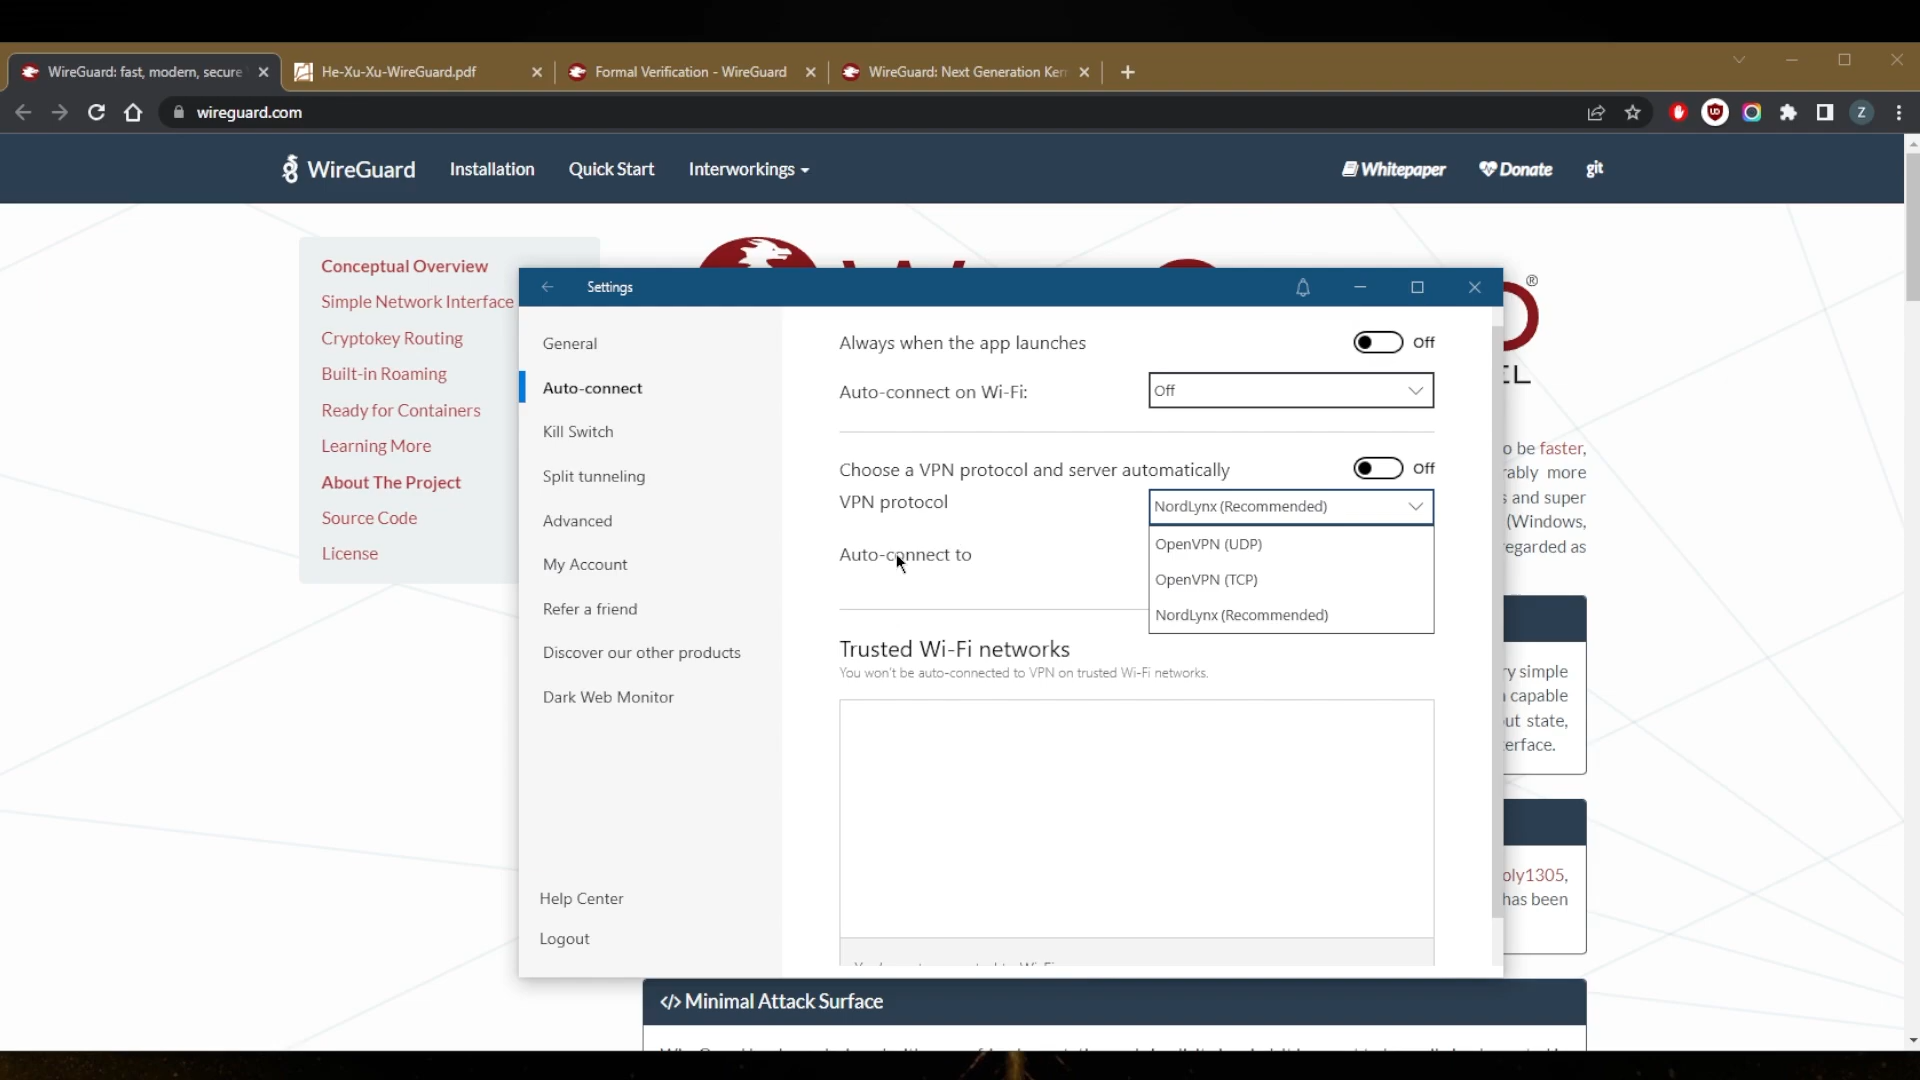 WireGuard: fast, modern, secure
He-Xu-Xu-WireGuard.pdf
Formal Verification - WireGuard
WireGuard: Next Generation Ker
wireguard.com
Z
WireGuard
Installation
Quick Start
Interworkings
Whitepaper
Donate
git
Conceptual Overview
Simple Network Interface
Cryptokey Routing
Built-in Roaming
Ready for Containers
Learning More
About The Project
Source Code
License
Settings
General
Auto-connect
Kill Switch
Split tunneling
Advanced
My Account
Refer a friend
Discover our other products
Dark Web Monitor
Help Center
Logout
Always when the app launches
Off
Auto-connect on Wi-Fi:
Off
Choose a VPN protocol and server automatically
Off
VPN protocol
NordLynx (Recommended)
OpenVPN (UDP)
OpenVPN (TCP)
NordLynx (Recommended)
Auto-connect to
Trusted Wi-Fi networks
You won't be auto-connected to VPN on trusted Wi-Fi networks.
®
EL
o be faster,
rably more
s and super
(Windows,
egarded as
ry simple
capable
ut state,
erface.
oly1305,
has been
</> Minimal Attack Surface